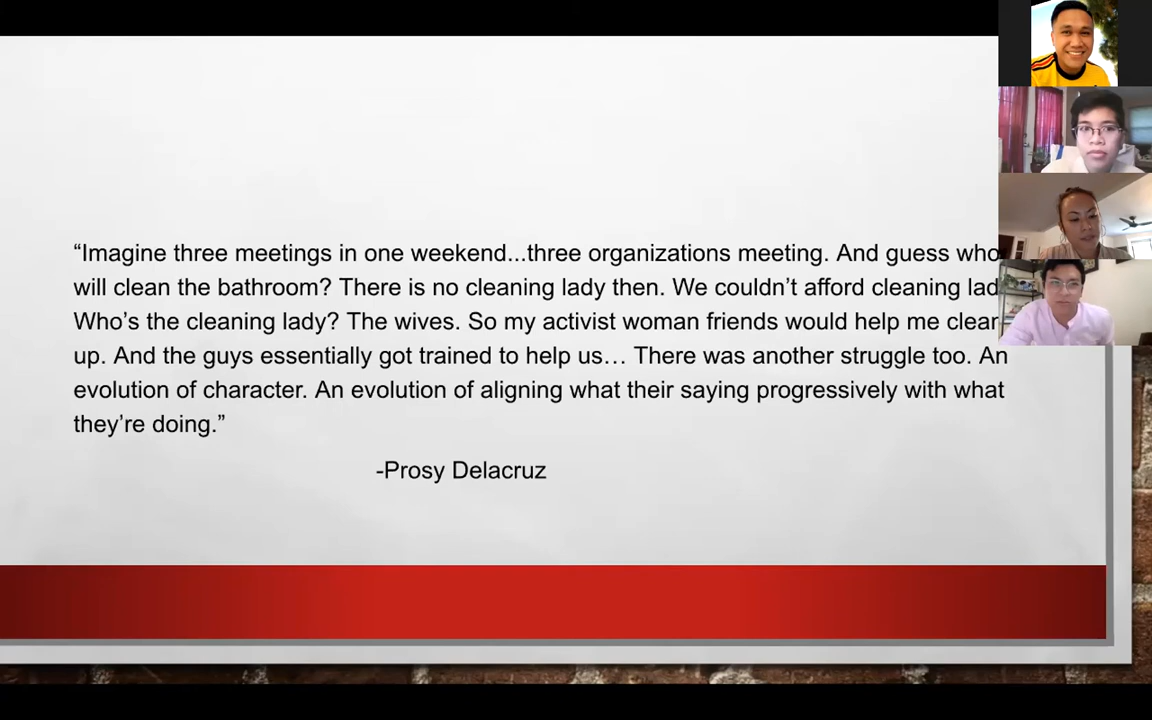 “Imagine three meetings in one weekend...three organizations meeting. And guess who
will clean the bathroom? There is no cleaning lady then. We couldn’t afford cleaning lad
Who’s the cleaning lady? The wives. So my activist woman friends would help me clean
up. And the guys essentially got trained to help us… There was another struggle too. An
evolution of character. An evolution of aligning what their saying progressively with what
they’re doing.”
-Prosy Delacruz